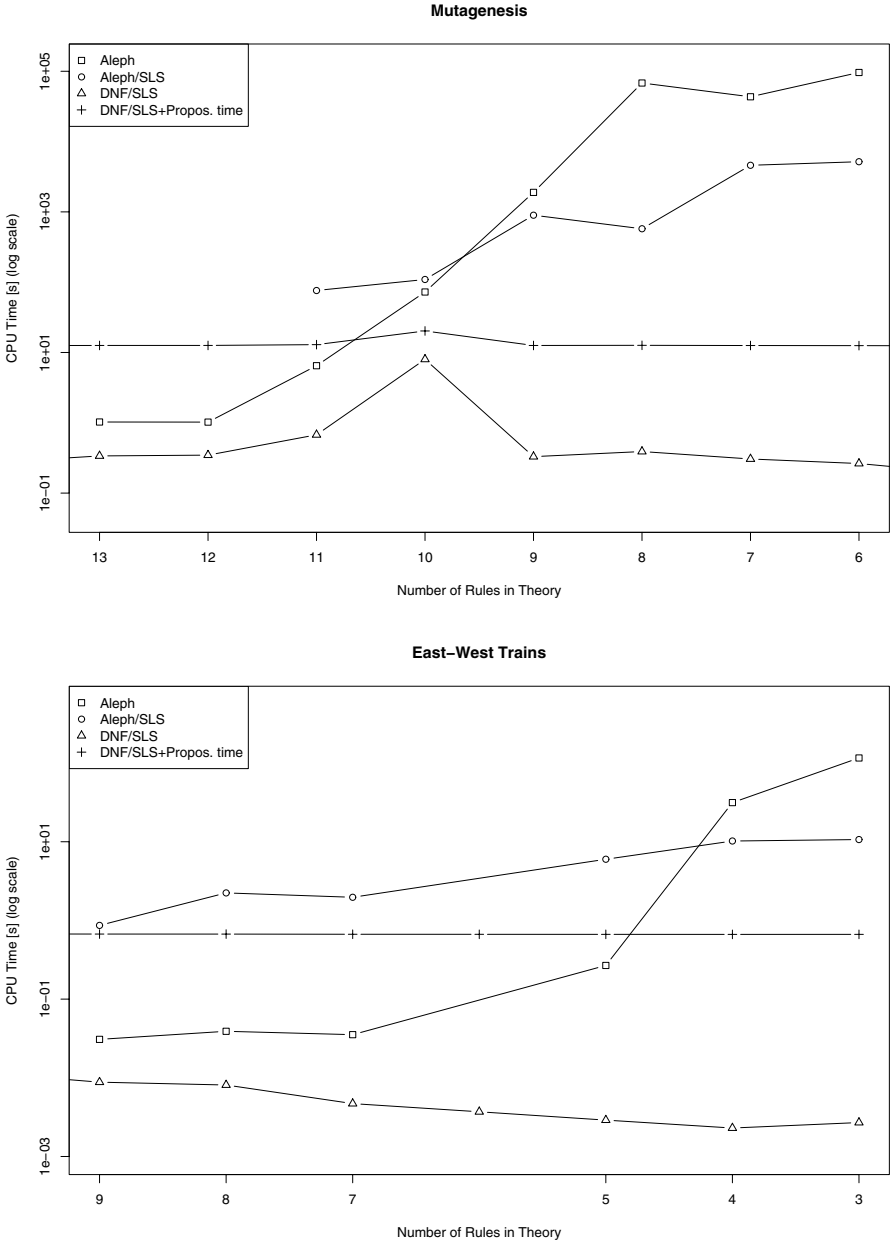 Mutagenesis
Aleph
Aleph/SLS
DNF/SLS
DNF/SLS+Propos. time
CPU Time [s] (log scale)
1e+05
1e+03
1e+01
1e−01
13 12 11 10 9 8 7 6
Number of Rules in Theory
East−West Trains
Aleph
Aleph/SLS
DNF/SLS
DNF/SLS+Propos. time
CPU Time [s] (log scale)
1e+01
1e−01
1e−03
9 8 7 5 4 3
Number of Rules in Theory